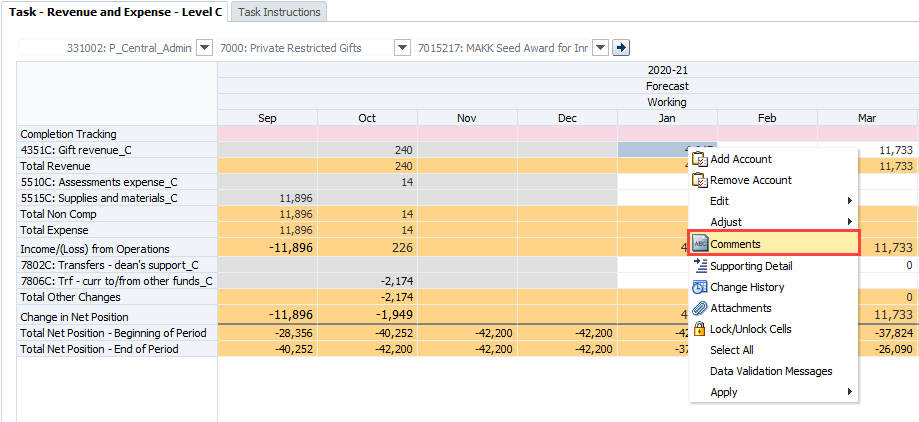 Task - Revenue and Expense - Level C Task Instructions
331002: P_Central_Admin 7000: Private Restricted Gifts 7015217: MAKK Seed Award for Inr
2020-21
Forecast
Working
Sep Oct Nov Dec Jan Feb Mar
Completion Tracking
4351C: Gift revenue_C 240 11,733
Total Revenue 240 11,733
5510C: Assessments expense_C 14
5515C: Supplies and materials_C 11,896
Total Non Comp 11,896 14
Total Expense 11,896 14
Income/(Loss) from Operations -11,896 226 4 11,733
7802C: Transfers - dean's support_C 0
7806C: Trf - curr to/from other funds_C -2,174
Total Other Changes -2,174 0
Change in Net Position -11,896 -1,949 4 11,733
Total Net Position - Beginning of Period -28,356 -40,252 -42,200 -42,200 -42 -37,824
Total Net Position - End of Period -40,252 -42,200 -42,200 -42,200 -37 -26,090
Add Account
Remove Account
Edit
Adjust
ABC Comments
Supporting Detail
Change History
Attachments
Lock/Unlock Cells
Select All
Data Validation Messages
Apply